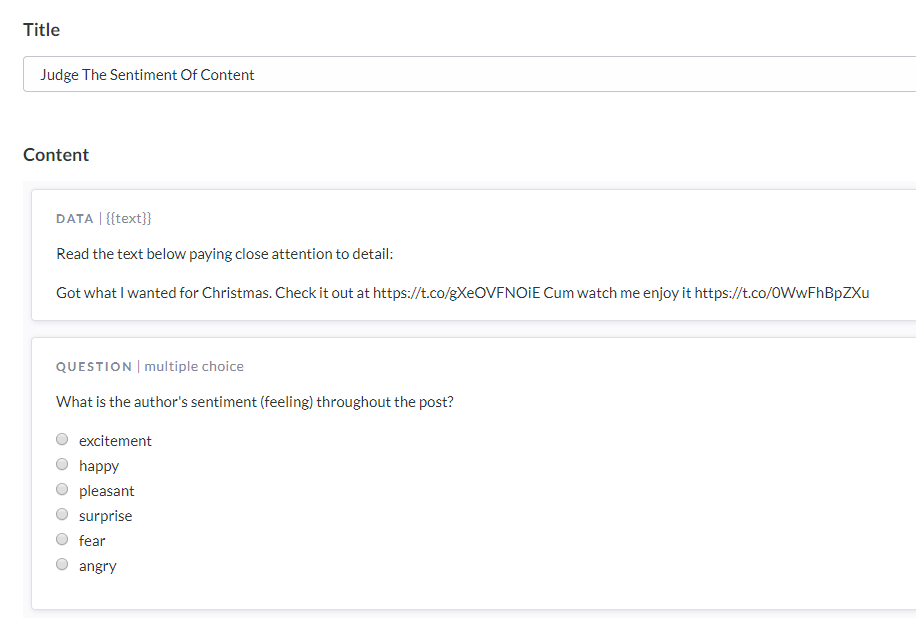 Title
Judge The Sentiment Of Content
Content
DATA | {{text}}
Read the text below paying close attention to detail:
Got what I wanted for Christmas. Check it out at https://t.co/gXeOVFNOiE Cum watch me enjoy it https://t.co/0WwFhBpZXu
QUESTION | multiple choice
What is the author's sentiment (feeling) throughout the post?
excitement
happy
pleasant
surprise
fear
angry